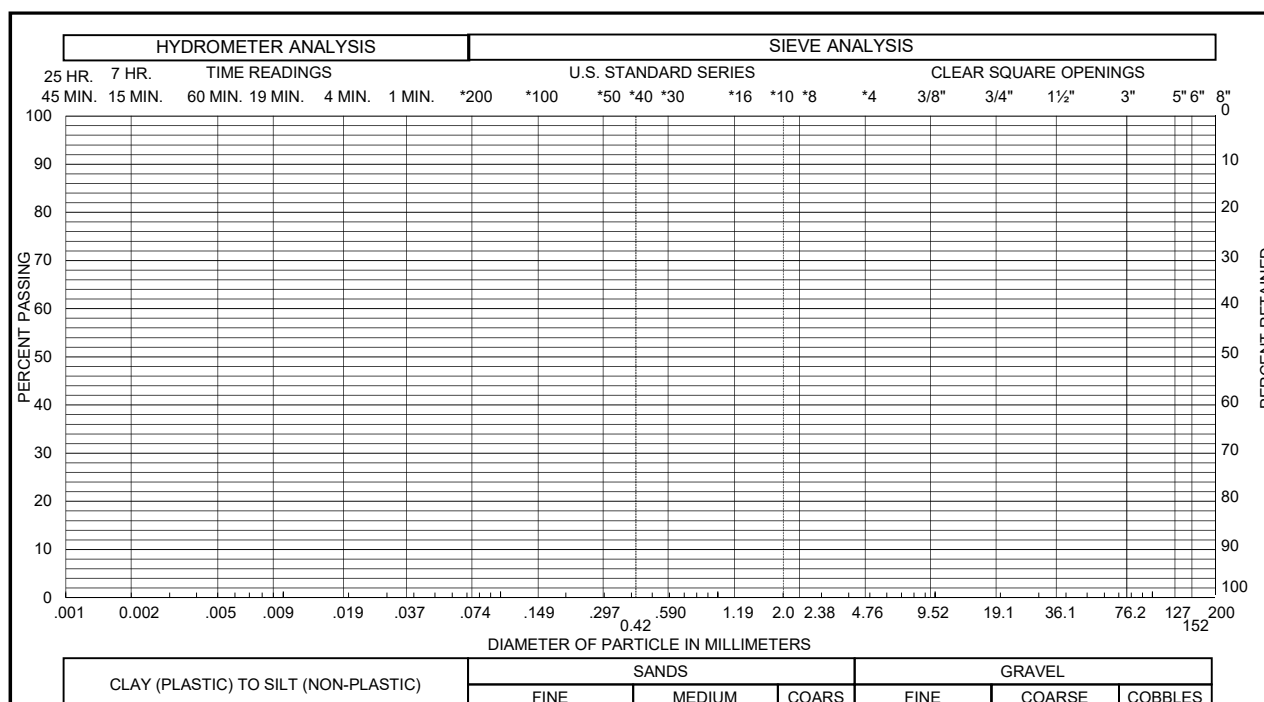 HYDROMETER ANALYSIS SIEVE ANALYSIS
25 HR. 7 HR. TIME READINGS U.S. STANDARD SERIES CLEAR SQUARE OPENINGS
45 MIN. 15 MIN. 60 MIN. 19 MIN. 4 MIN. 1 MIN. *200 *100 *50 *40 *30 *16 *10 *8 *4 3/8" 3/4" 1½" 3" 5" 6" 8"
100 0
90 10
80 20
70 30
60 40
50 50
40 60
30 70
20 80
10 90
0 100
PERCENT PASSING
PERCENT RETAINED
.001 0.002 .005 .009 .019 .037 .074 .149 .297 .590 1.19 2.0 2.38 4.76 9.52 19.1 36.1 76.2 127 200
0.42 152
DIAMETER OF PARTICLE IN MILLIMETERS
CLAY (PLASTIC) TO SILT (NON-PLASTIC) SANDS GRAVEL
FINE MEDIUM COARS FINE COARSE COBBLES